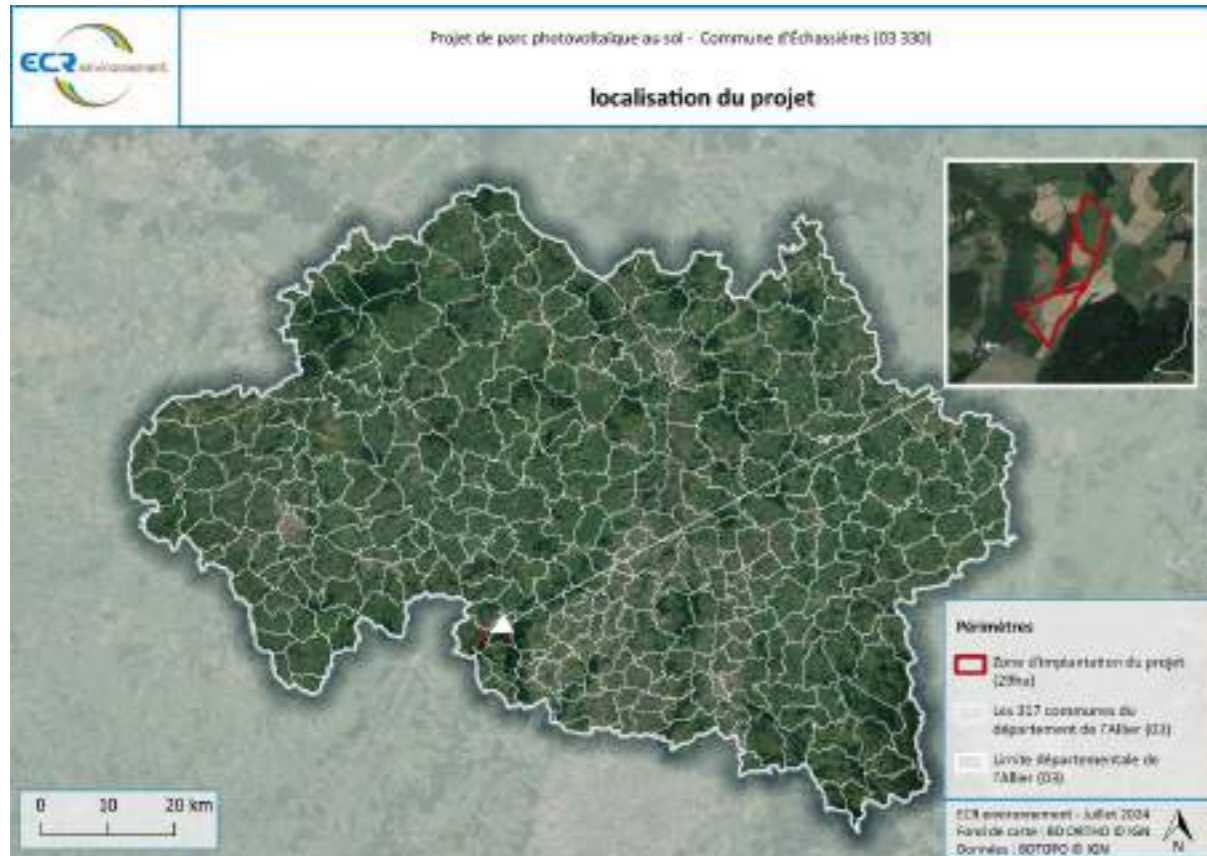 ECR environnement
Projet de parc photovoltaïque au sol - Commune d'Échassières (03 330)
localisation du projet
Périmètres
Zone d'implantation du projet
(29ha)
Les 317 communes du
département de l'Allier (03)
Limite départementale de
l'Allier (03)
0 10 20 km
ECR environnement - Juillet 2024
Fond de carte : BD ORTHO © IGN
Données : BDTOPO © IGN
N